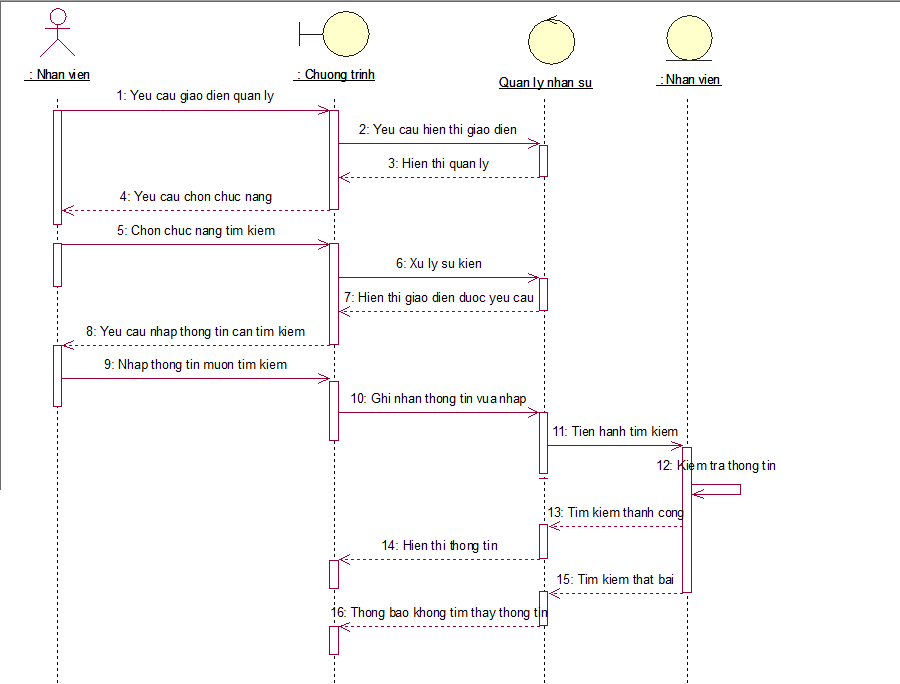 : Nhan vien
: Chuong trinh
Quan ly nhan su
: Nhan vien
1: Yeu cau giao dien quan ly
2: Yeu cau hien thi giao dien
3: Hien thi quan ly
4: Yeu cau chon chuc nang
5: Chon chuc nang tim kiem
6: Xu ly su kien
7: Hien thi giao dien duoc yeu cau
8: Yeu cau nhap thong tin can tim kiem
9: Nhap thong tin muon tim kiem
10: Ghi nhan thong tin vua nhap
11: Tien hanh tim kiem
12: Kiem tra thong tin
13: Tim kiem thanh cong
14: Hien thi thong tin
15: Tim kiem that bai
16: Thong bao khong tim thay thong tin